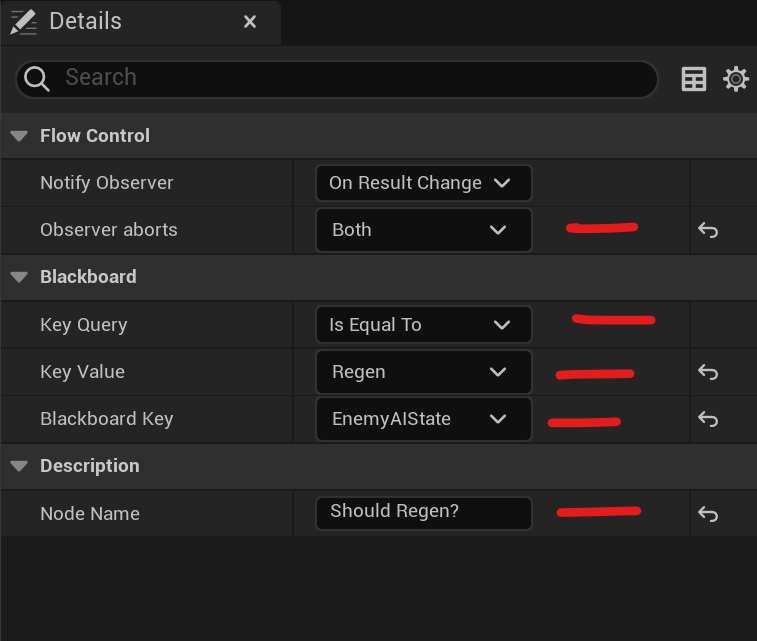 Details
Search
Flow Control
Notify Observer On Result Change
Observer aborts Both
Blackboard
Key Query Is Equal To
Key Value Regen
Blackboard Key EnemyAIState
Description
Node Name Should Regen?